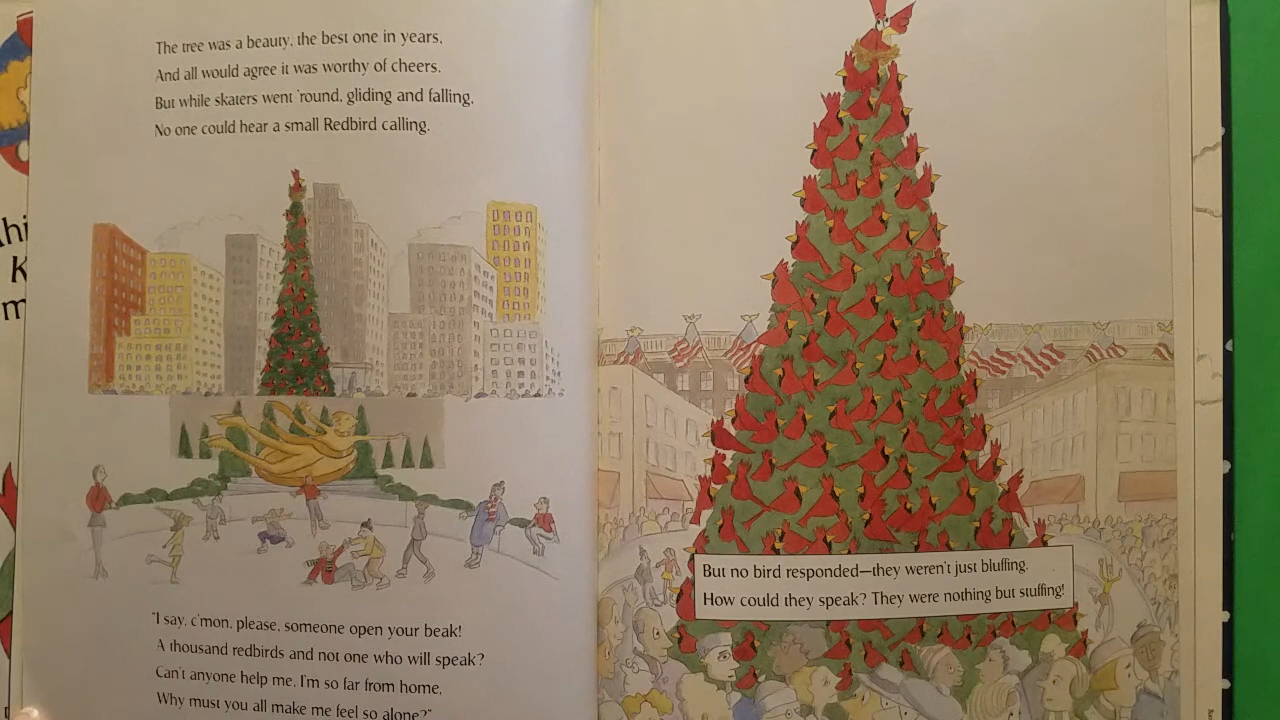 The tree was a beauty, the best one in years,
And all would agree it was worthy of cheers.
But while skaters went 'round, gliding and falling,
No one could hear a small Redbird calling.
"I say, c'mon, please, someone open your beak!
A thousand redbirds and not one who will speak?
Can't anyone help me, I'm so far from home,
Why must you all make me feel so alone?"
But no bird responded—they weren't just bluffing.
How could they speak? They were nothing but stuffing!